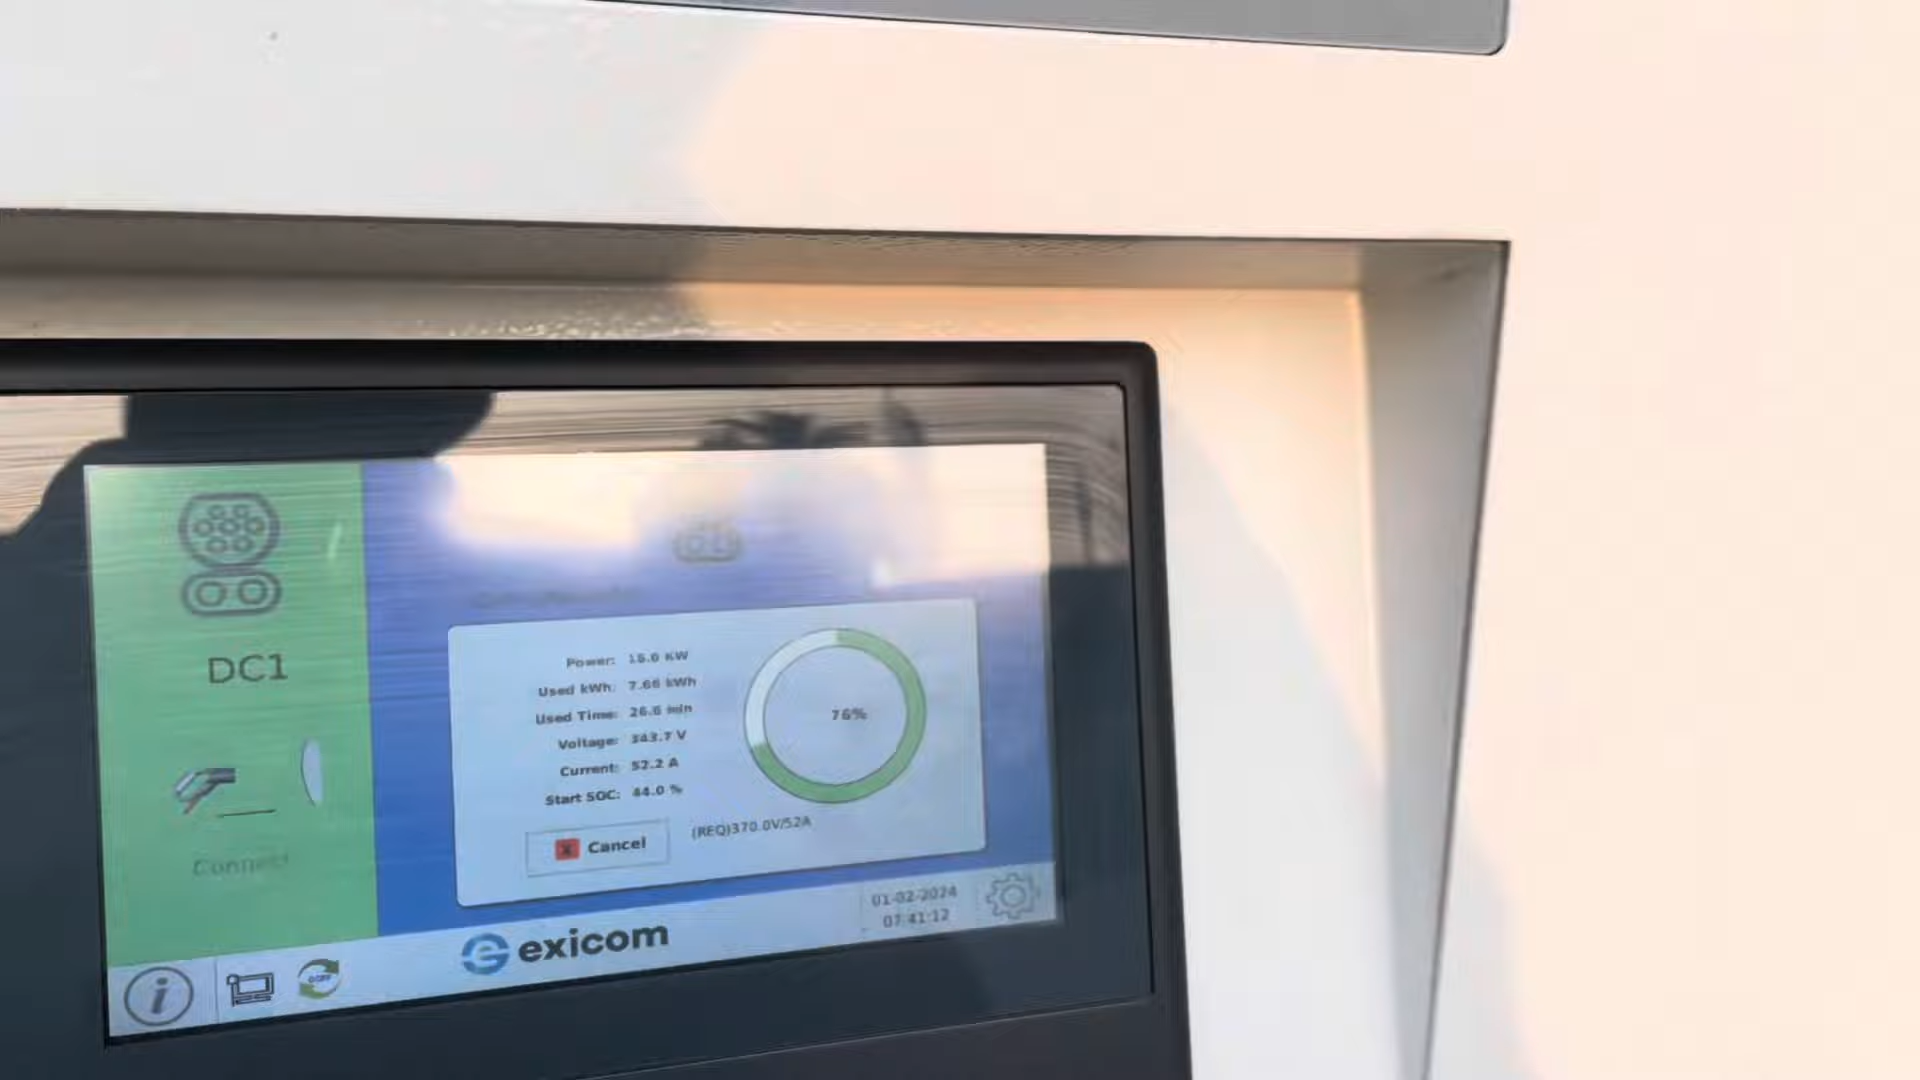 DC1
Connect
Power: 15.0 KW
Used kWh: 7.66 kWh
Used Time: 26.6 min
Voltage: 343.7 V
Current: 52.2 A
Start SOC: 44.0 %
76%
X Cancel
(REQ)370.0V/52A
01-02-2024
07:41:12
exicom
i